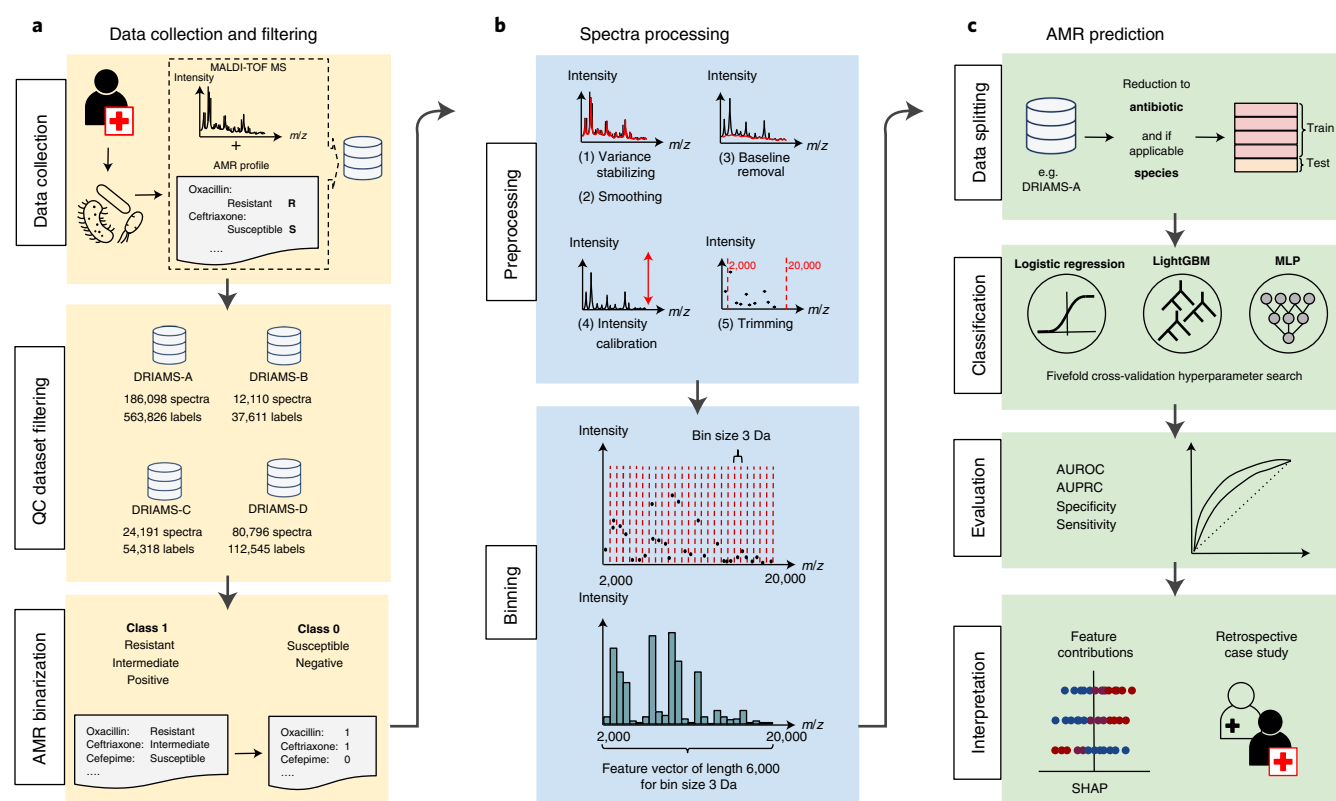 a
Data collection and filtering
Data collection
MALDI-TOF MS
Intensity
m/z
+
AMR profile
Oxacillin:
Resistant R
Ceftriaxone:
Susceptible S
....
QC dataset filtering
DRIAMS-A
186,098 spectra
563,826 labels
DRIAMS-B
12,110 spectra
37,611 labels
DRIAMS-C
24,191 spectra
54,318 labels
DRIAMS-D
80,796 spectra
112,545 labels
AMR binarization
Class 1
Resistant
Intermediate
Positive
Class 0
Susceptible
Negative
Oxacillin: Resistant
Ceftriaxone: Intermediate
Cefepime: Susceptible
....
Oxacillin: 1
Ceftriaxone: 1
Cefepime: 0
....
b
Spectra processing
Preprocessing
Intensity
m/z
(1) Variance
stabilizing
(2) Smoothing
Intensity
m/z
(3) Baseline
removal
Intensity
m/z
(4) Intensity
calibration
2,000
20,000
m/z
(5) Trimming
Binning
Intensity
Bin size 3 Da
m/z
2,000
20,000
Intensity
m/z
2,000
20,000
Feature vector of length 6,000
for bin size 3 Da
c
AMR prediction
Data splitting
e.g.
DRIAMS-A
Reduction to
antibiotic
and if
applicable
species
Train
Test
Classification
Logistic regression
LightGBM
MLP
Fivefold cross-validation hyperparameter search
Evaluation
AUROC
AUPRC
Specificity
Sensitivity
Interpretation
Feature
contributions
SHAP
Retrospective
case study